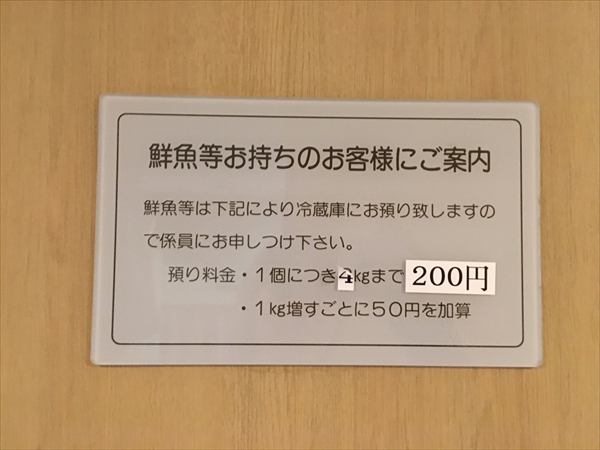 鮮魚等お持ちのお客様にご案内
鮮魚等は下記により冷蔵庫にお預り致しますの
で係員にお申しつけ下さい。
預り料金・1個につき4kgまで200円
・1kg増すごとに50円を加算